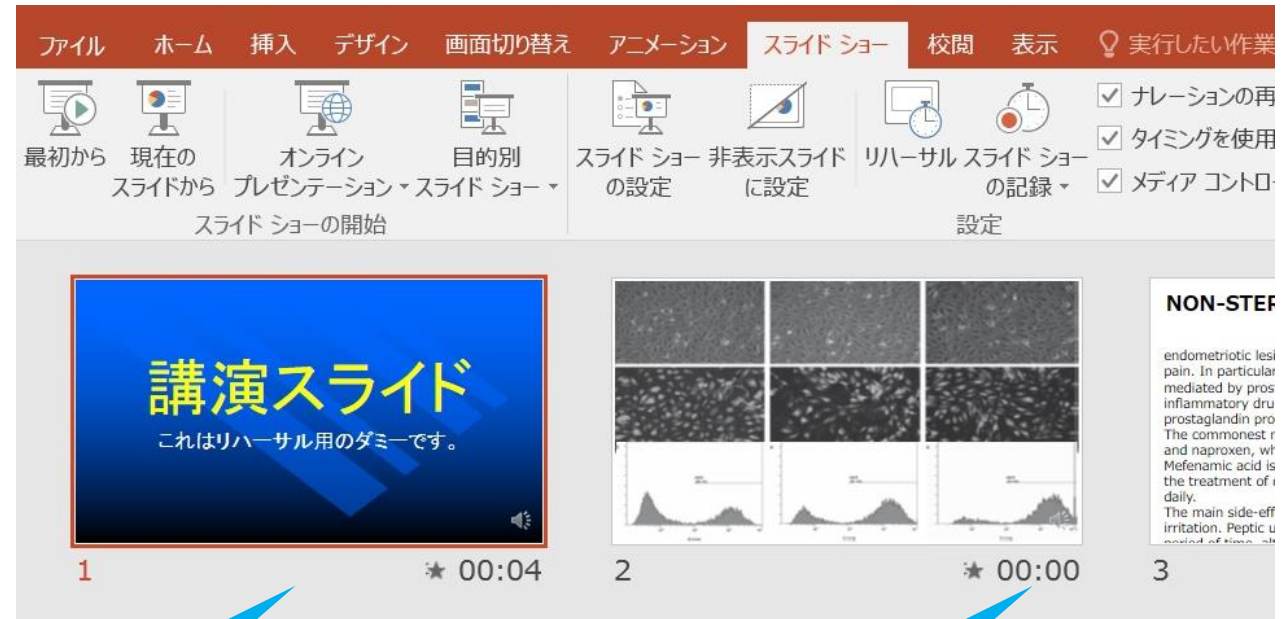 ファイル ホーム 挿入 デザイン 画面切り替え アニメーション スライド ショー 校閲 表示 実行したい作業
最初から 現在の スライドから オンライン プレゼンテーション 目的別 スライド ショー スライド ショー の設定 非表示スライド に設定 リハーサル スライド ショー の記録
ナレーションの再
タイミングを使用
メディア コントロ
スライド ショーの開始 設定
講演スライド
これはリハーサル用のダミーです。
1 00:04
2 00:00
NON-STER
endometriotic lesi
pain. In particular
mediated by pros
inflammatory dru
prostaglandin pro
The commonest
and naproxen, wh
Mefenamic acid is
the treatment of
daily.
The main side-eff
irritation. Peptic u
period of time, alt
3